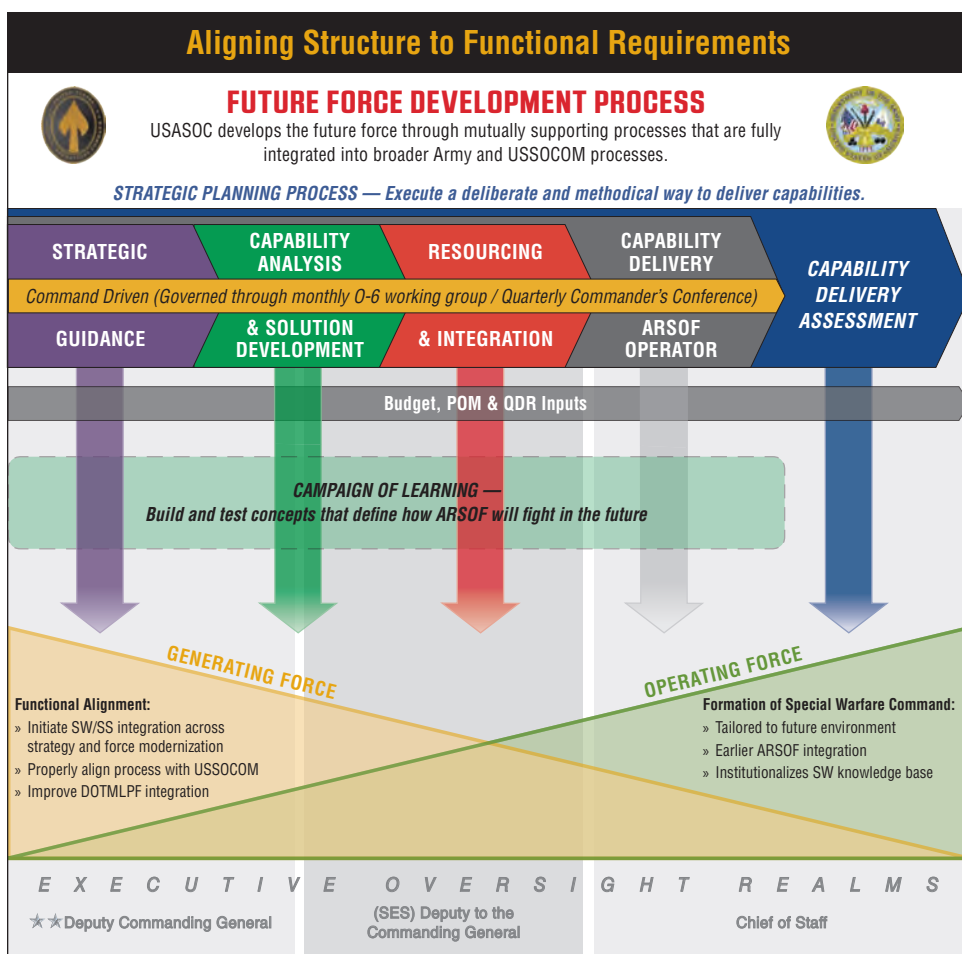 Aligning Structure to Functional Requirements
FUTURE FORCE DEVELOPMENT PROCESS
USASOC develops the future force through mutually supporting processes that are fully
integrated into broader Army and USSOCOM processes.
STRATEGIC PLANNING PROCESS — Execute a deliberate and methodical way to deliver capabilities.
STRATEGIC
CAPABILITY
ANALYSIS
RESOURCING
CAPABILITY
DELIVERY
Command Driven (Governed through monthly O-6 working group / Quarterly Commander's Conference)
GUIDANCE
& SOLUTION
DEVELOPMENT
& INTEGRATION
ARSOF
OPERATOR
CAPABILITY
DELIVERY
ASSESSMENT
Budget, POM & QDR Inputs
CAMPAIGN OF LEARNING —
Build and test concepts that define how ARSOF will fight in the future
GENERATING FORCE
OPERATING FORCE
Functional Alignment:
» Initiate SW/SS integration across
strategy and force modernization
» Properly align process with USSOCOM
» Improve DOTMLPF integration
Formation of Special Warfare Command:
» Tailored to future environment
» Earlier ARSOF integration
» Institutionalizes SW knowledge base
EXECUTIVE OVERSIGHT REALMS
Deputy Commanding General
(SES) Deputy to the
Commanding General
Chief of Staff